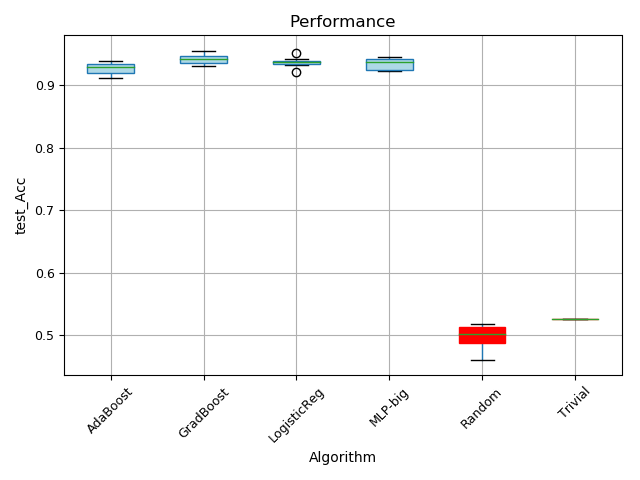 Performance
test_Acc
0.9
0.8
0.7
0.6
0.5
AdaBoost
GradBoost
LogisticReg
MLP-big
Random
Trivial
Algorithm